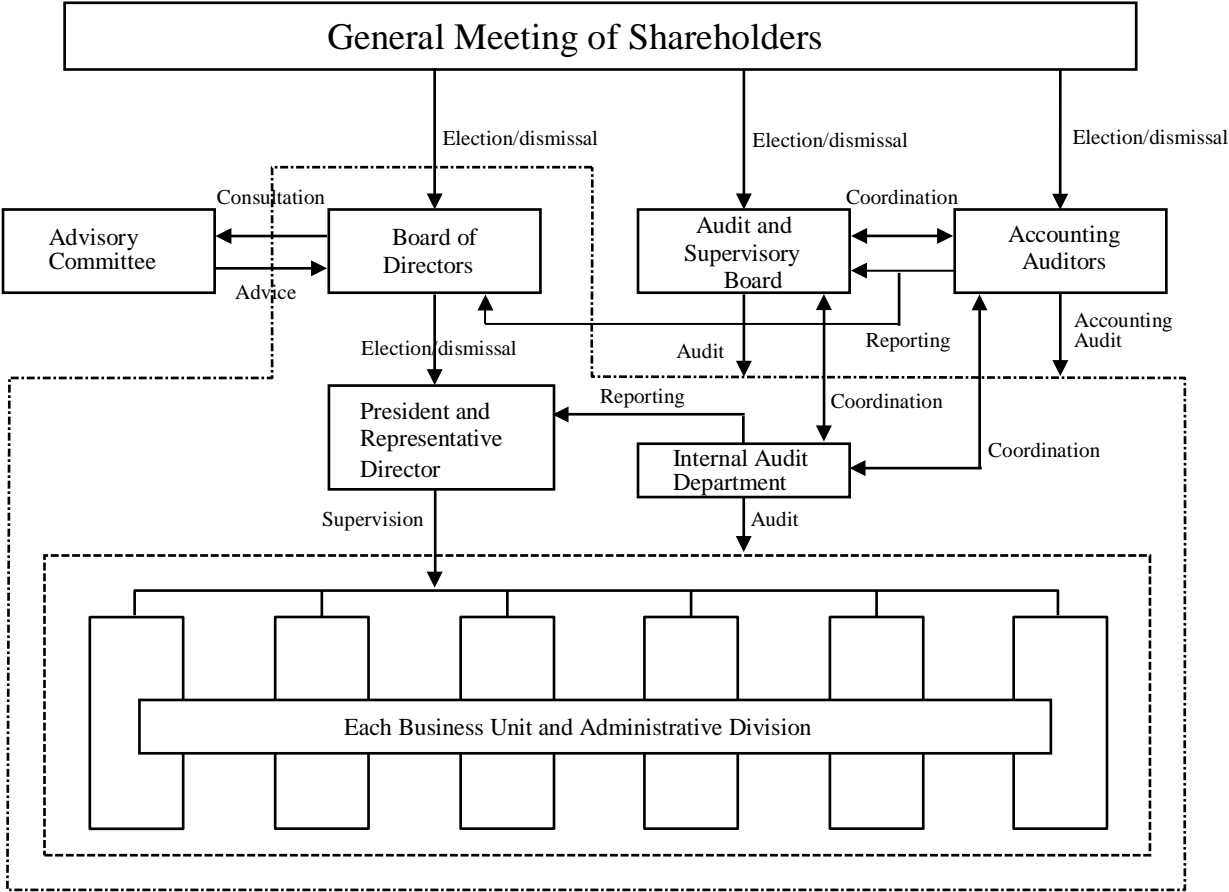 General Meeting of Shareholders
Election/dismissal
Election/dismissal
Election/dismissal
Consultation
Coordination
Advisory
Committee
Board of
Directors
Audit and
Supervisory
Board
Accounting
Auditors
Advice
Election/dismissal
Audit
Reporting
Accounting
Audit
President and
Representative
Director
Reporting
Coordination
Internal Audit
Department
Coordination
Supervision
Audit
Each Business Unit and Administrative Division